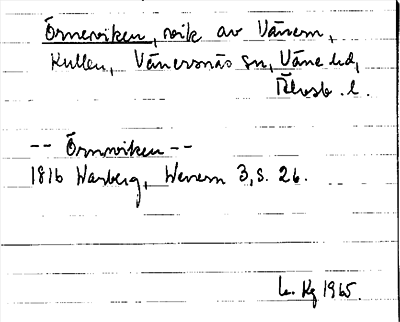 Örneviken, vik av Vänern,
Kullen, Vänersnäs sn, Väne hd,
Älvsb. l.
-- Örnviken --
1816 Warberg, Wenern 3, s. 26.
L. Kg 1965.